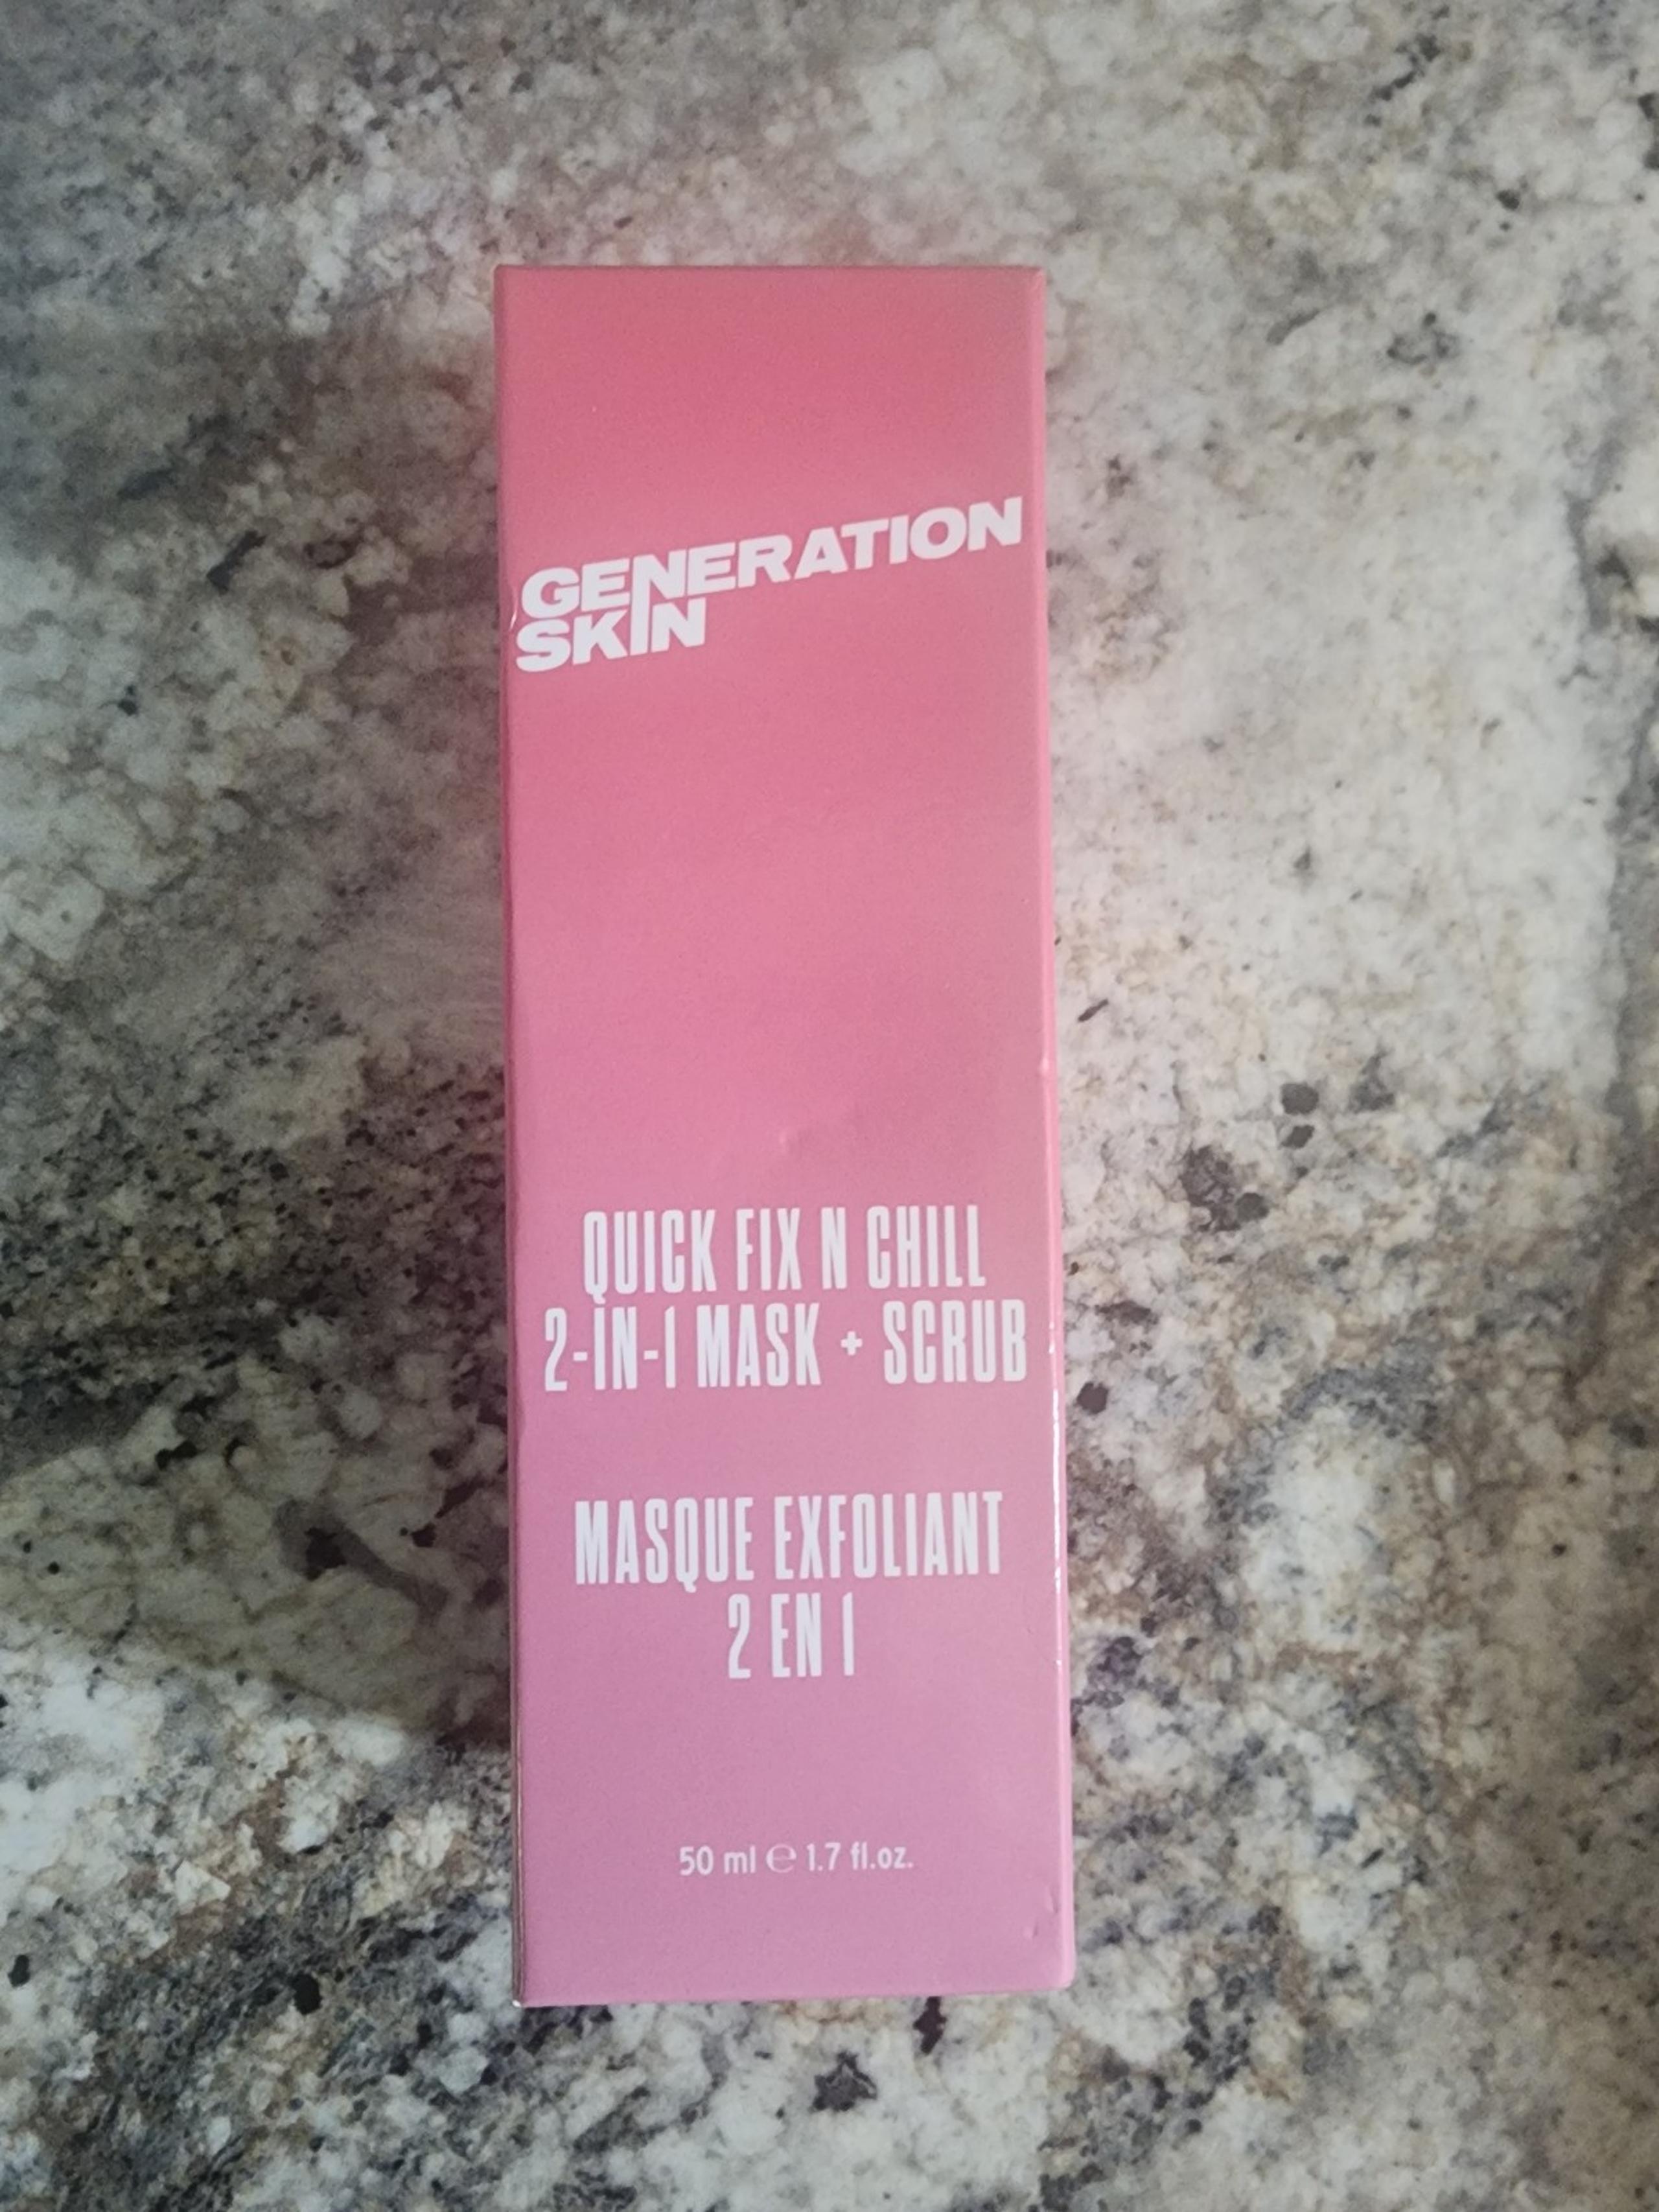 GENERATION
SKIN
QUICK FIX N CHILL
2-IN-1 MASK + SCRUB
MASQUE EXFOLIANT
2 EN 1
50 ml ℮ 1.7 fl.oz.